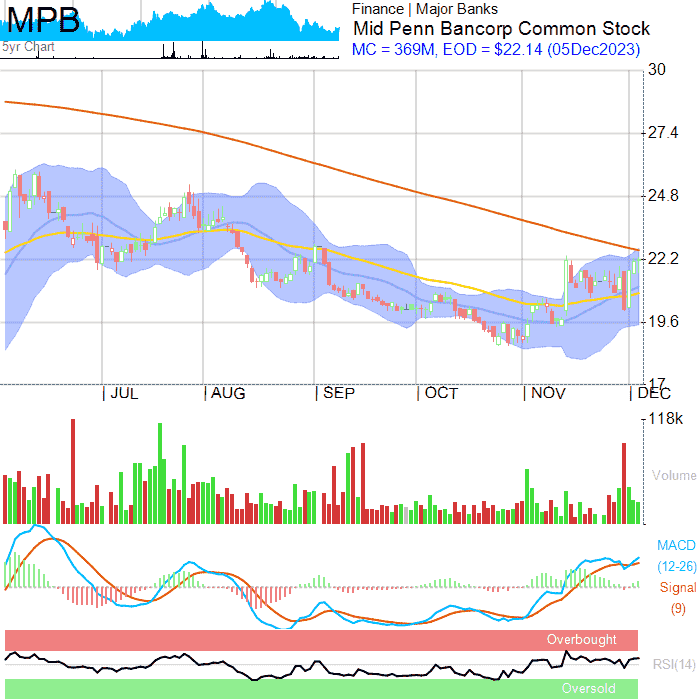 MPB
5yr Chart
Finance | Major Banks
Mid Penn Bancorp Common Stock
MC = 369M, EOD = $22.14 (05Dec2023)
30
27.4
24.8
22.2
19.6
17
| JUL | AUG | SEP | OCT | NOV | DEC
118k
Volume
MACD
(12-26)
Signal
(9)
Overbought
RSI(14)
Oversold